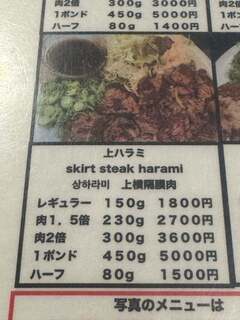 肉2倍 300g 3000円
1ポンド 450g 5000円
ハーフ 80g 1400円
上ハラミ
skirt steak harami
상하라미 上横隔膜肉
レギュラー 150g 1800円
肉1.5倍 230g 2700円
肉2倍 300g 3600円
1ポンド 450g 5000円
ハーフ 80g 1500円
写真のメニューは